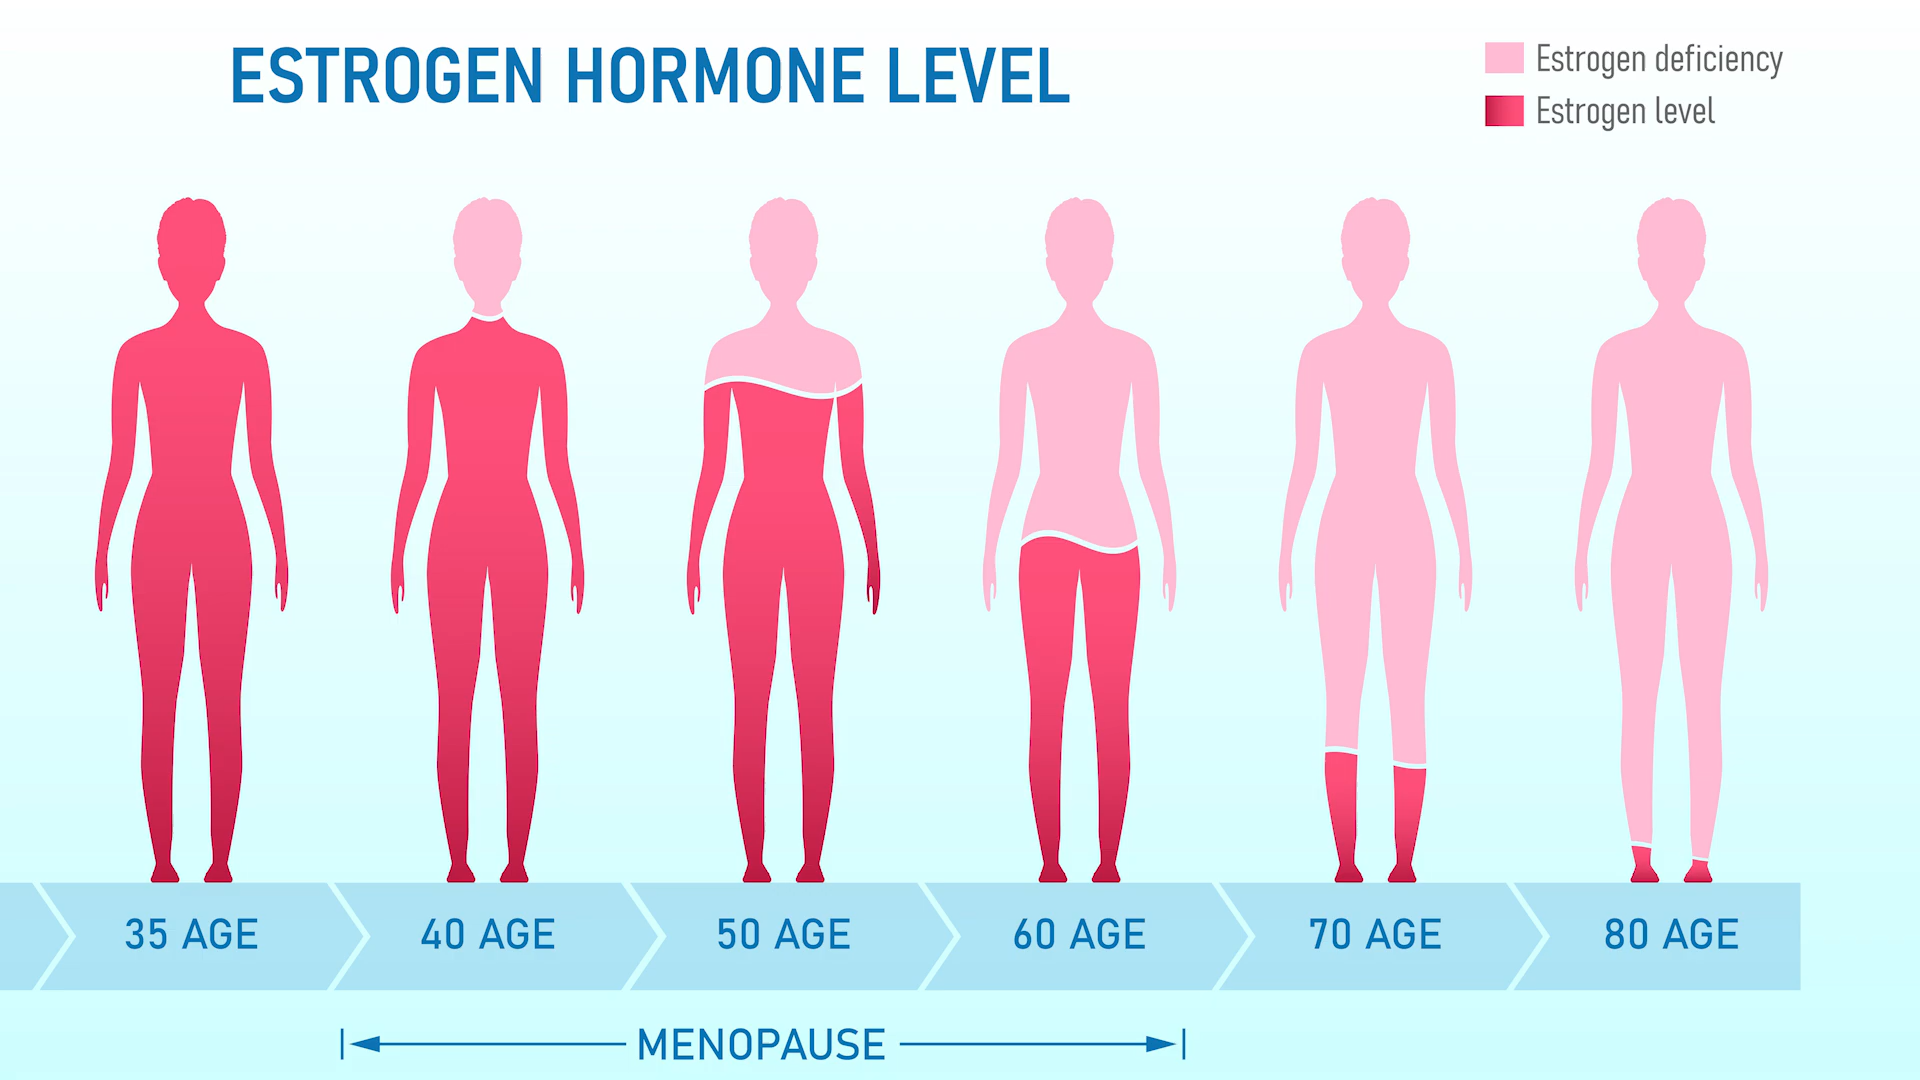 ESTROGEN HORMONE LEVEL
Estrogen deficiency
Estrogen level
35 AGE
40 AGE
50 AGE
60 AGE
70 AGE
80 AGE
MENOPAUSE